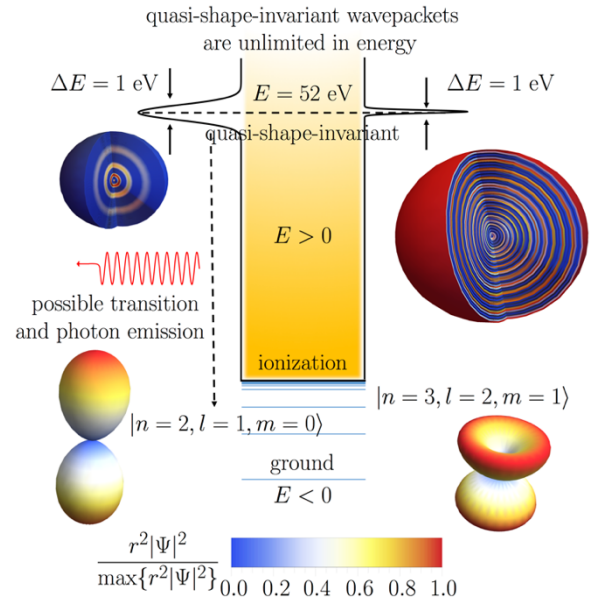 quasi-shape-invariant wavepackets
are unlimited in energy
ΔE = 1 eV
E = 52 eV
ΔE = 1 eV
quasi-shape-invariant
E > 0
possible transition
and photon emission
ionization
|n = 3, l = 2, m = 1⟩
|n = 2, l = 1, m = 0⟩
ground
E < 0
r²|Ψ|²
max{r²|Ψ|²}
0.0 0.2 0.4 0.6 0.8 1.0